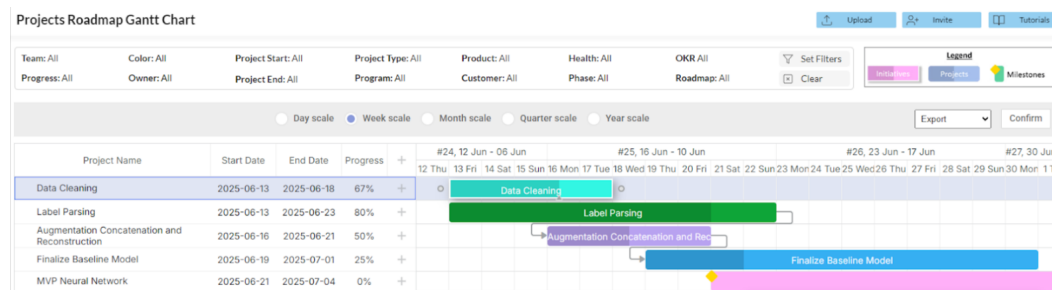 Projects Roadmap Gantt Chart
Upload Invite Tutorials
Team: All Color: All Project Start: All Project Type: All Product: All Health: All OKR All Set Filters
Progress: All Owner: All Project End: All Program: All Customer: All Phase: All Roadmap: All Clear
Legend
Initiatives Projects Milestones
Day scale Week scale Month scale Quarter scale Year scale
Export Confirm
Project Name Start Date End Date Progress +
#24, 12 Jun - 06 Jun #25, 16 Jun - 10 Jun #26, 23 Jun - 17 Jun #27, 30 Ju
12 Thu 13 Fri 14 Sat 15 Sun 16 Mon 17 Tue 18 Wed 19 Thu 20 Fri 21 Sat 22 Sun 23 Mon 24 Tue 25 Wed 26 Thu 27 Fri 28 Sat 29 Sun 30 Mon 1 T
Data Cleaning 2025-06-13 2025-06-18 67% + Data Cleaning
Label Parsing 2025-06-13 2025-06-23 80% + Label Parsing
Augmentation Concatenation and
Reconstruction 2025-06-16 2025-06-21 50% + Augmentation Concatenation and Rec
Finalize Baseline Model 2025-06-19 2025-07-01 25% + Finalize Baseline Model
MVP Neural Network 2025-06-21 2025-07-04 0% +